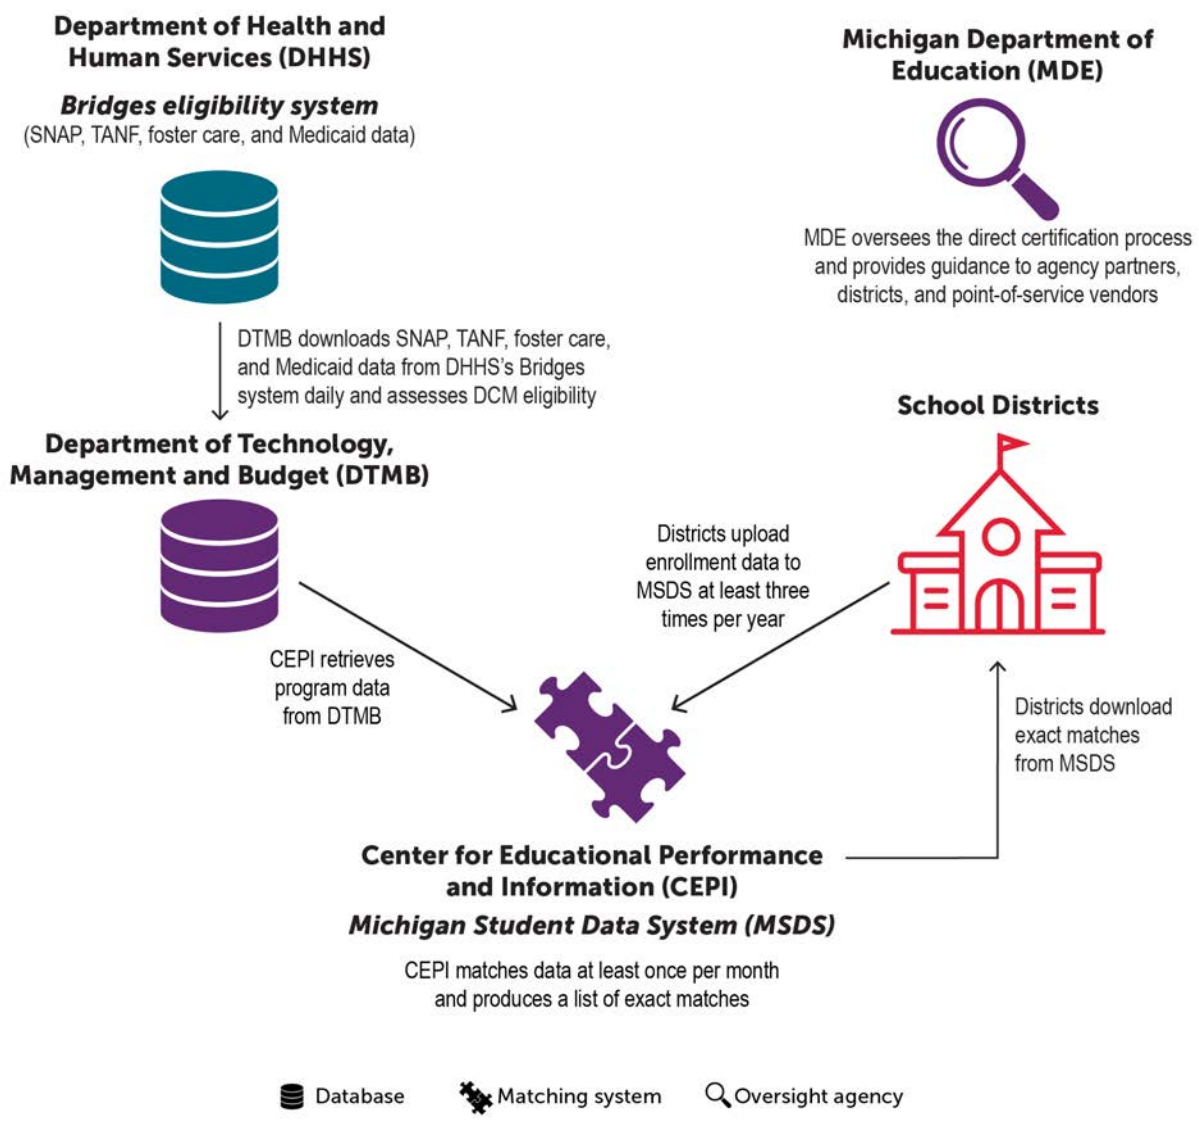 Department of Health and
Human Services (DHHS)
Bridges eligibility system
(SNAP, TANF, foster care, and Medicaid data)
Michigan Department of
Education (MDE)
MDE oversees the direct certification process
and provides guidance to agency partners,
districts, and point-of-service vendors
DTMB downloads SNAP, TANF, foster care,
and Medicaid data from DHHS’s Bridges
system daily and assesses DCM eligibility
Department of Technology,
Management and Budget (DTMB)
School Districts
Districts upload
enrollment data to
MSDS at least three
times per year
CEPI retrieves
program data
from DTMB
Districts download
exact matches
from MSDS
Center for Educational Performance
and Information (CEPI)
Michigan Student Data System (MSDS)
CEPI matches data at least once per month
and produces a list of exact matches
Database
Matching system
Oversight agency